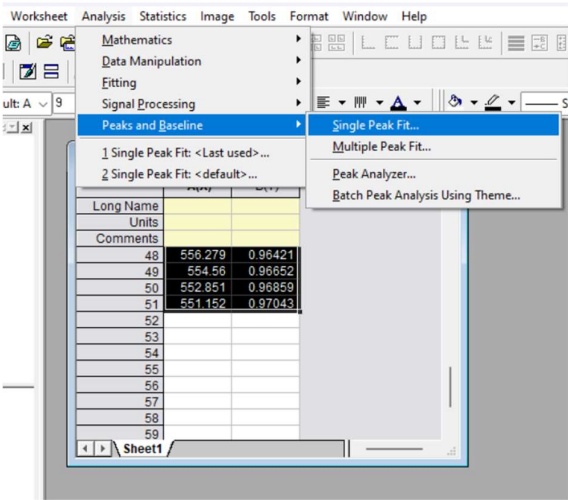 Worksheet Analysis Statistics Image Tools Format Window Help
Mathematics
Data Manipulation
Fitting
ult: A 9
Signal Processing
Peaks and Baseline
Single Peak Fit...
1 Single Peak Fit: <Last used>...
Multiple Peak Fit...
2 Single Peak Fit: <default>...
Peak Analyzer...
Batch Peak Analysis Using Theme...
A(X) B(Y)
Long Name
Units
Comments
48 556.279 0.96421
49 554.56 0.96652
50 552.851 0.96859
51 551.152 0.97043
52
53
54
55
56
57
58
59
Sheet1